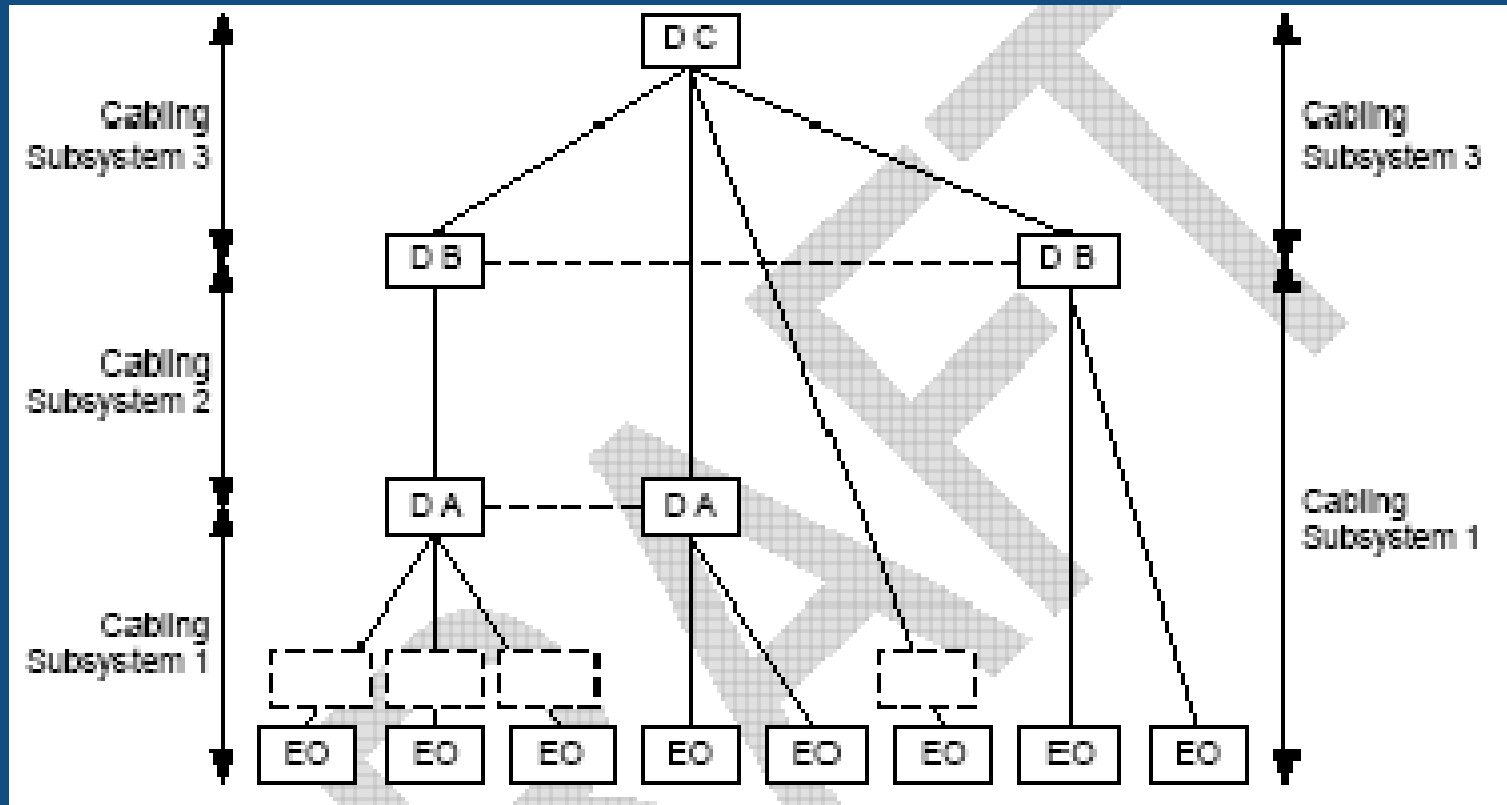 D C
Cabling
Subsystem 3
Cabling
Subsystem 3
D B
D B
Cabling
Subsystem 2
D A
D A
Cabling
Subsystem 1
Cabling
Subsystem 1
EO
EO
EO
EO
EO
EO
EO
EO